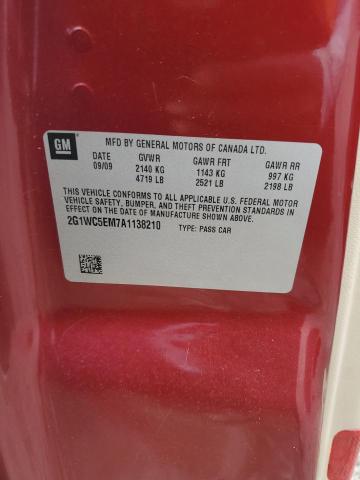 GM
MFD BY GENERAL MOTORS OF CANADA LTD.
DATE GVWR GAWR FRT GAWR RR
09/09 2140 KG 1143 KG 997 KG
4719 LB 2521 LB 2198 LB
THIS VEHICLE CONFORMS TO ALL APPLICABLE U.S. FEDERAL MOTOR
VEHICLE SAFETY, BUMPER, AND THEFT PREVENTION STANDARDS IN
EFFECT ON THE DATE OF MANUFACTURE SHOWN ABOVE.
2G1WC5EM7A1138210 TYPE: PASS CAR